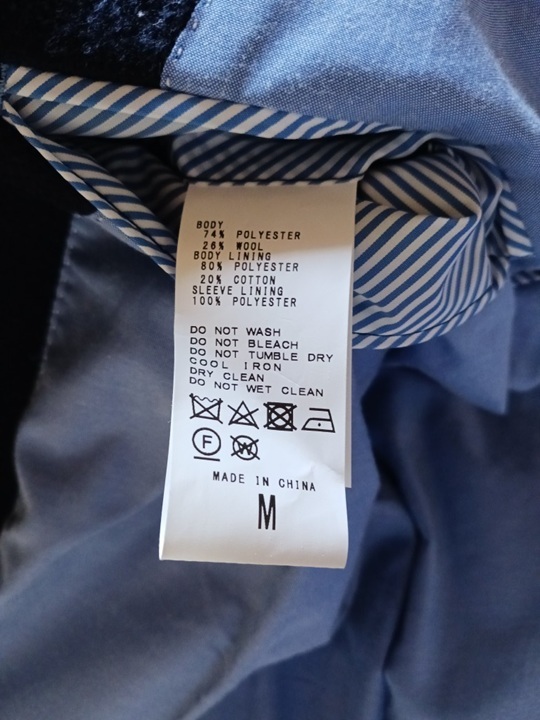 BODY
74% POLYESTER
26% WOOL
BODY LINING
80% POLYESTER
20% COTTON
SLEEVE LINING
100% POLYESTER
DO NOT WASH
DO NOT BLEACH
DO NOT TUMBLE DRY
COOL IRON
DRY CLEAN
DO NOT WET CLEAN
F W
MADE IN CHINA
M